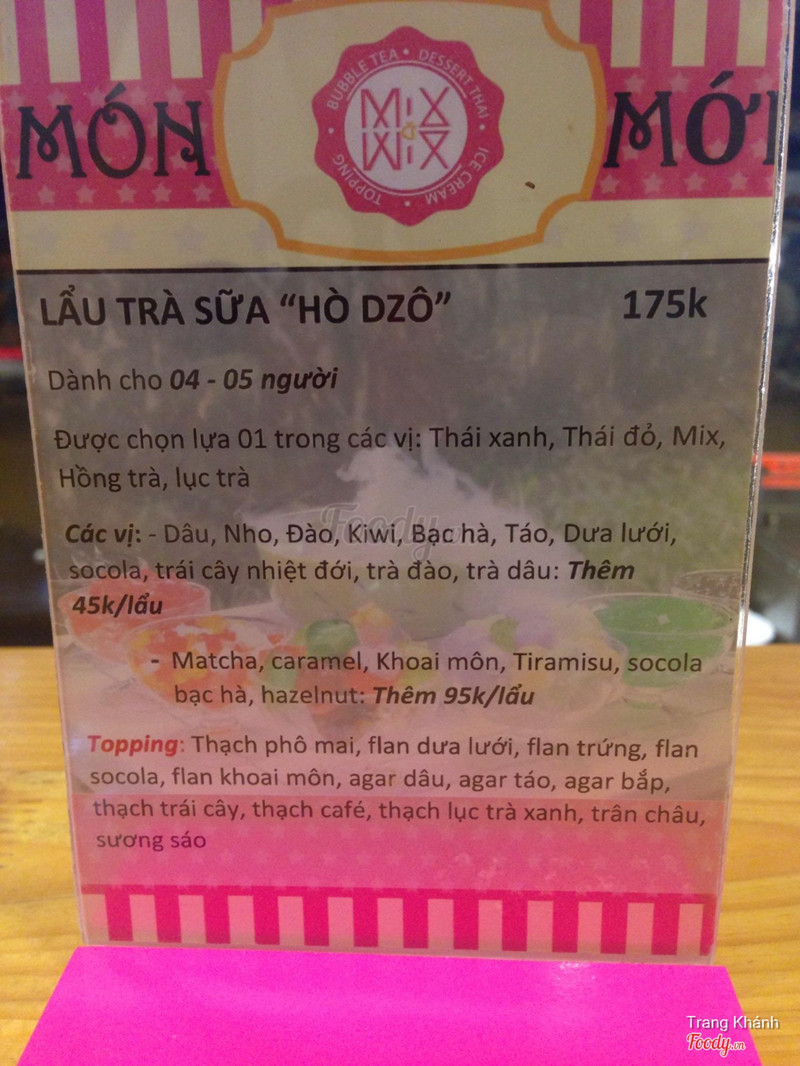 MÓN MỚI
BUBBLE TEA • DESSERT THAI • ICE CREAM • TOPPING
MIX
WIX
LẨU TRÀ SỮA “HÒ DZÔ” 175k
Dành cho 04 - 05 người
Được chọn lựa 01 trong các vị: Thái xanh, Thái đỏ, Mix,
Hồng trà, lục trà
Các vị: - Dâu, Nho, Đào, Kiwi, Bạc hà, Táo, Dưa lưới,
socola, trái cây nhiệt đới, trà đào, trà dâu: Thêm
45k/lẩu
- Matcha, caramel, Khoai môn, Tiramisu, socola
bạc hà, hazelnut: Thêm 95k/lẩu
Topping: Thạch phô mai, flan dưa lưới, flan trứng, flan
socola, flan khoai môn, agar dâu, agar táo, agar bắp,
thạch trái cây, thạch café, thạch lục trà xanh, trân châu,
sương sáo
Foody.vn
Trang Khánh
Foody.vn